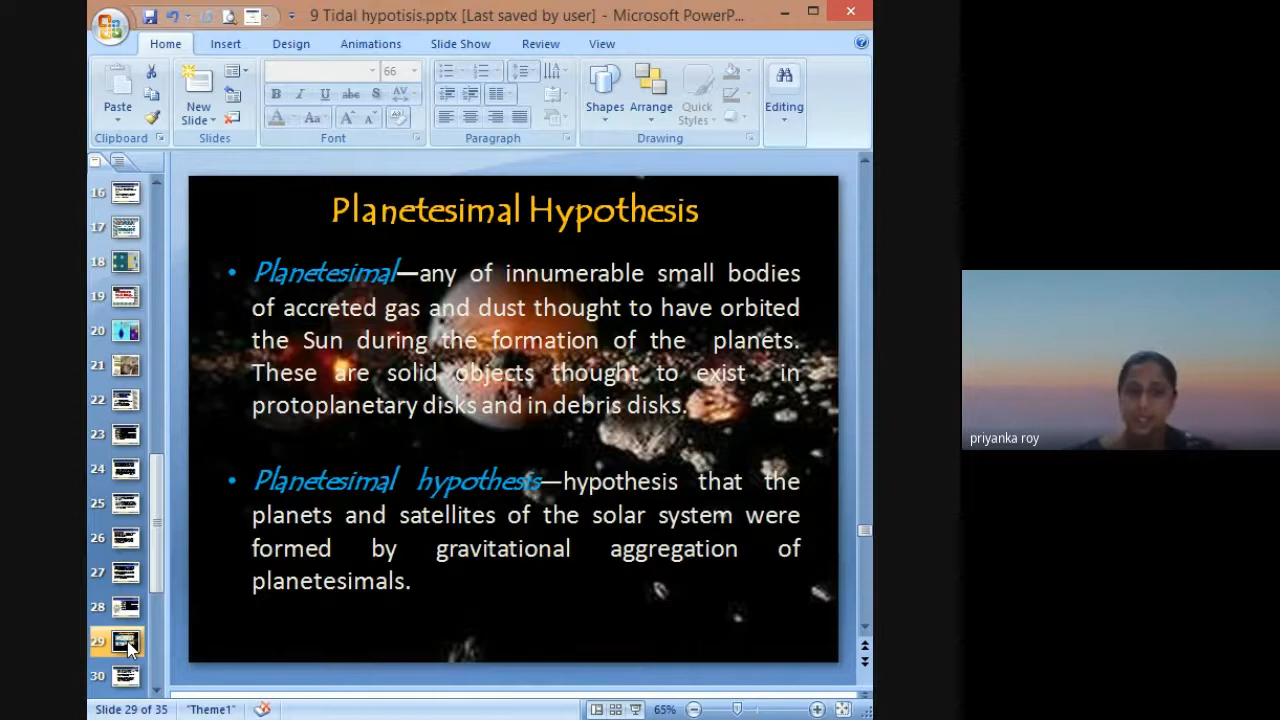 9 Tidal hypotisis.pptx [Last saved by user] - Microsoft PowerP...
Home Insert Design Animations Slide Show Review View
66
Paste New Slide Shapes Arrange Quick Styles Editing
B I U abc S AV
A Aa A A
Clipboard Slides Font Paragraph Drawing
16
17
18
19
20
21
22
23
24
25
26
27
28
29
30
Planetesimal Hypothesis
• Planetesimal—any of innumerable small bodies
of accreted gas and dust thought to have orbited
the Sun during the formation of the planets.
These are solid objects thought to exist in
protoplanetary disks and in debris disks.
• Planetesimal hypothesis—hypothesis that the
planets and satellites of the solar system were
formed by gravitational aggregation of
planetesimals.
priyanka roy
Slide 29 of 35 "Theme1" 65%